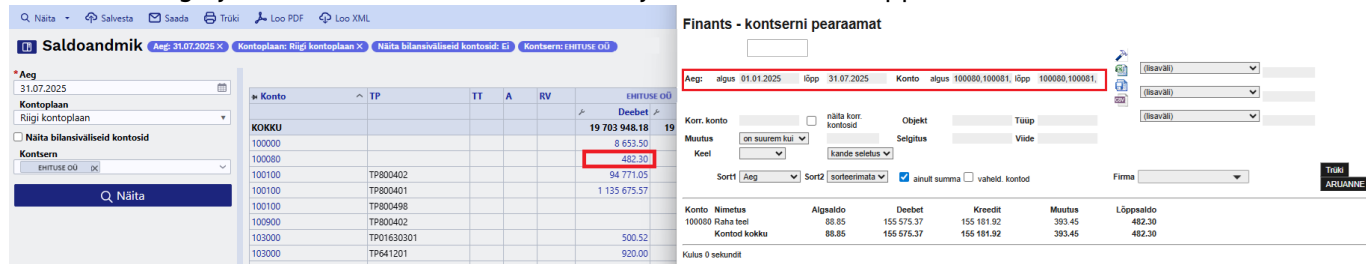 Näita Salvesta Saada Trüki Loo PDF Loo XML
Saldoandmik Aeg: 31.07.2025 × Kontoplaan: Riigi kontoplaan × Näita bilansiväliseid kontosid: Ei Kontsern: EHITUSE OÜ
*Aeg
31.07.2025
Kontoplaan
Riigi kontoplaan
Näita bilansiväliseid kontosid
Kontsern
EHITUSE OÜ
Näita
Konto TP TT A RV EHITUSE OÜ
Deebet
KOKKU 19 703 948.18 19
100000 8 653.50
100080 482.30
100100 TP800402 94 771.05
100100 TP800401 1 135 675.57
100100 TP800498
100900 TP800402
103000 TP01630301 500.52
103000 TP641201 920.00
Finants - kontserni pearaamat
Aeg: algus 01.01.2025 lõpp 31.07.2025 Konto algus 100080,100081, lõpp 100080,100081,
(lisaväli)
(lisaväli)
(lisaväli)
Korr. konto näita korr. kontosid Objekt Tüüp
Muutus on suurem kui Selgitus Viide
Keel kande seletus
Sort1 Aeg Sort2 sorteerimata ainult summa vaheld. kontod Firma
Trüki
ARUANNE
Konto Nimetus Algsaldo Deebet Kreedit Muutus Lõppsaldo
100080 Raha teel 88.85 155 575.37 155 181.92 393.45 482.30
Kontod kokku 88.85 155 575.37 155 181.92 393.45 482.30
Kulus 0 sekundit